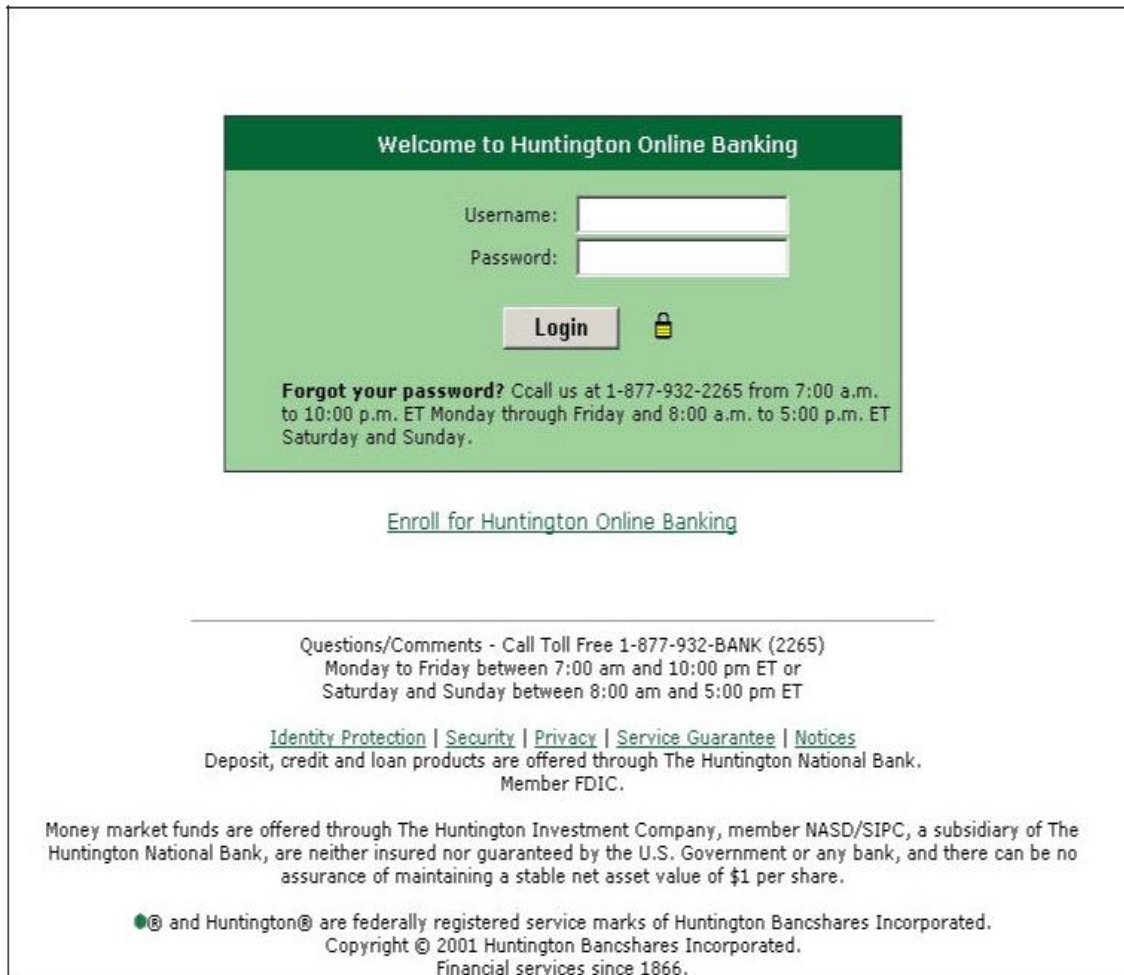 Welcome to Huntington Online Banking
Username:
Password:
Login
Forgot your password? Ccall us at 1-877-932-2265 from 7:00 a.m.
to 10:00 p.m. ET Monday through Friday and 8:00 a.m. to 5:00 p.m. ET
Saturday and Sunday.
Enroll for Huntington Online Banking
Questions/Comments - Call Toll Free 1-877-932-BANK (2265)
Monday to Friday between 7:00 am and 10:00 pm ET or
Saturday and Sunday between 8:00 am and 5:00 pm ET
Identity Protection | Security | Privacy | Service Guarantee | Notices
Deposit, credit and loan products are offered through The Huntington National Bank.
Member FDIC.
Money market funds are offered through The Huntington Investment Company, member NASD/SIPC, a subsidiary of The
Huntington National Bank, are neither insured nor guaranteed by the U.S. Government or any bank, and there can be no
assurance of maintaining a stable net asset value of $1 per share.
® and Huntington® are federally registered service marks of Huntington Bancshares Incorporated.
Copyright © 2001 Huntington Bancshares Incorporated.
Financial services since 1866.